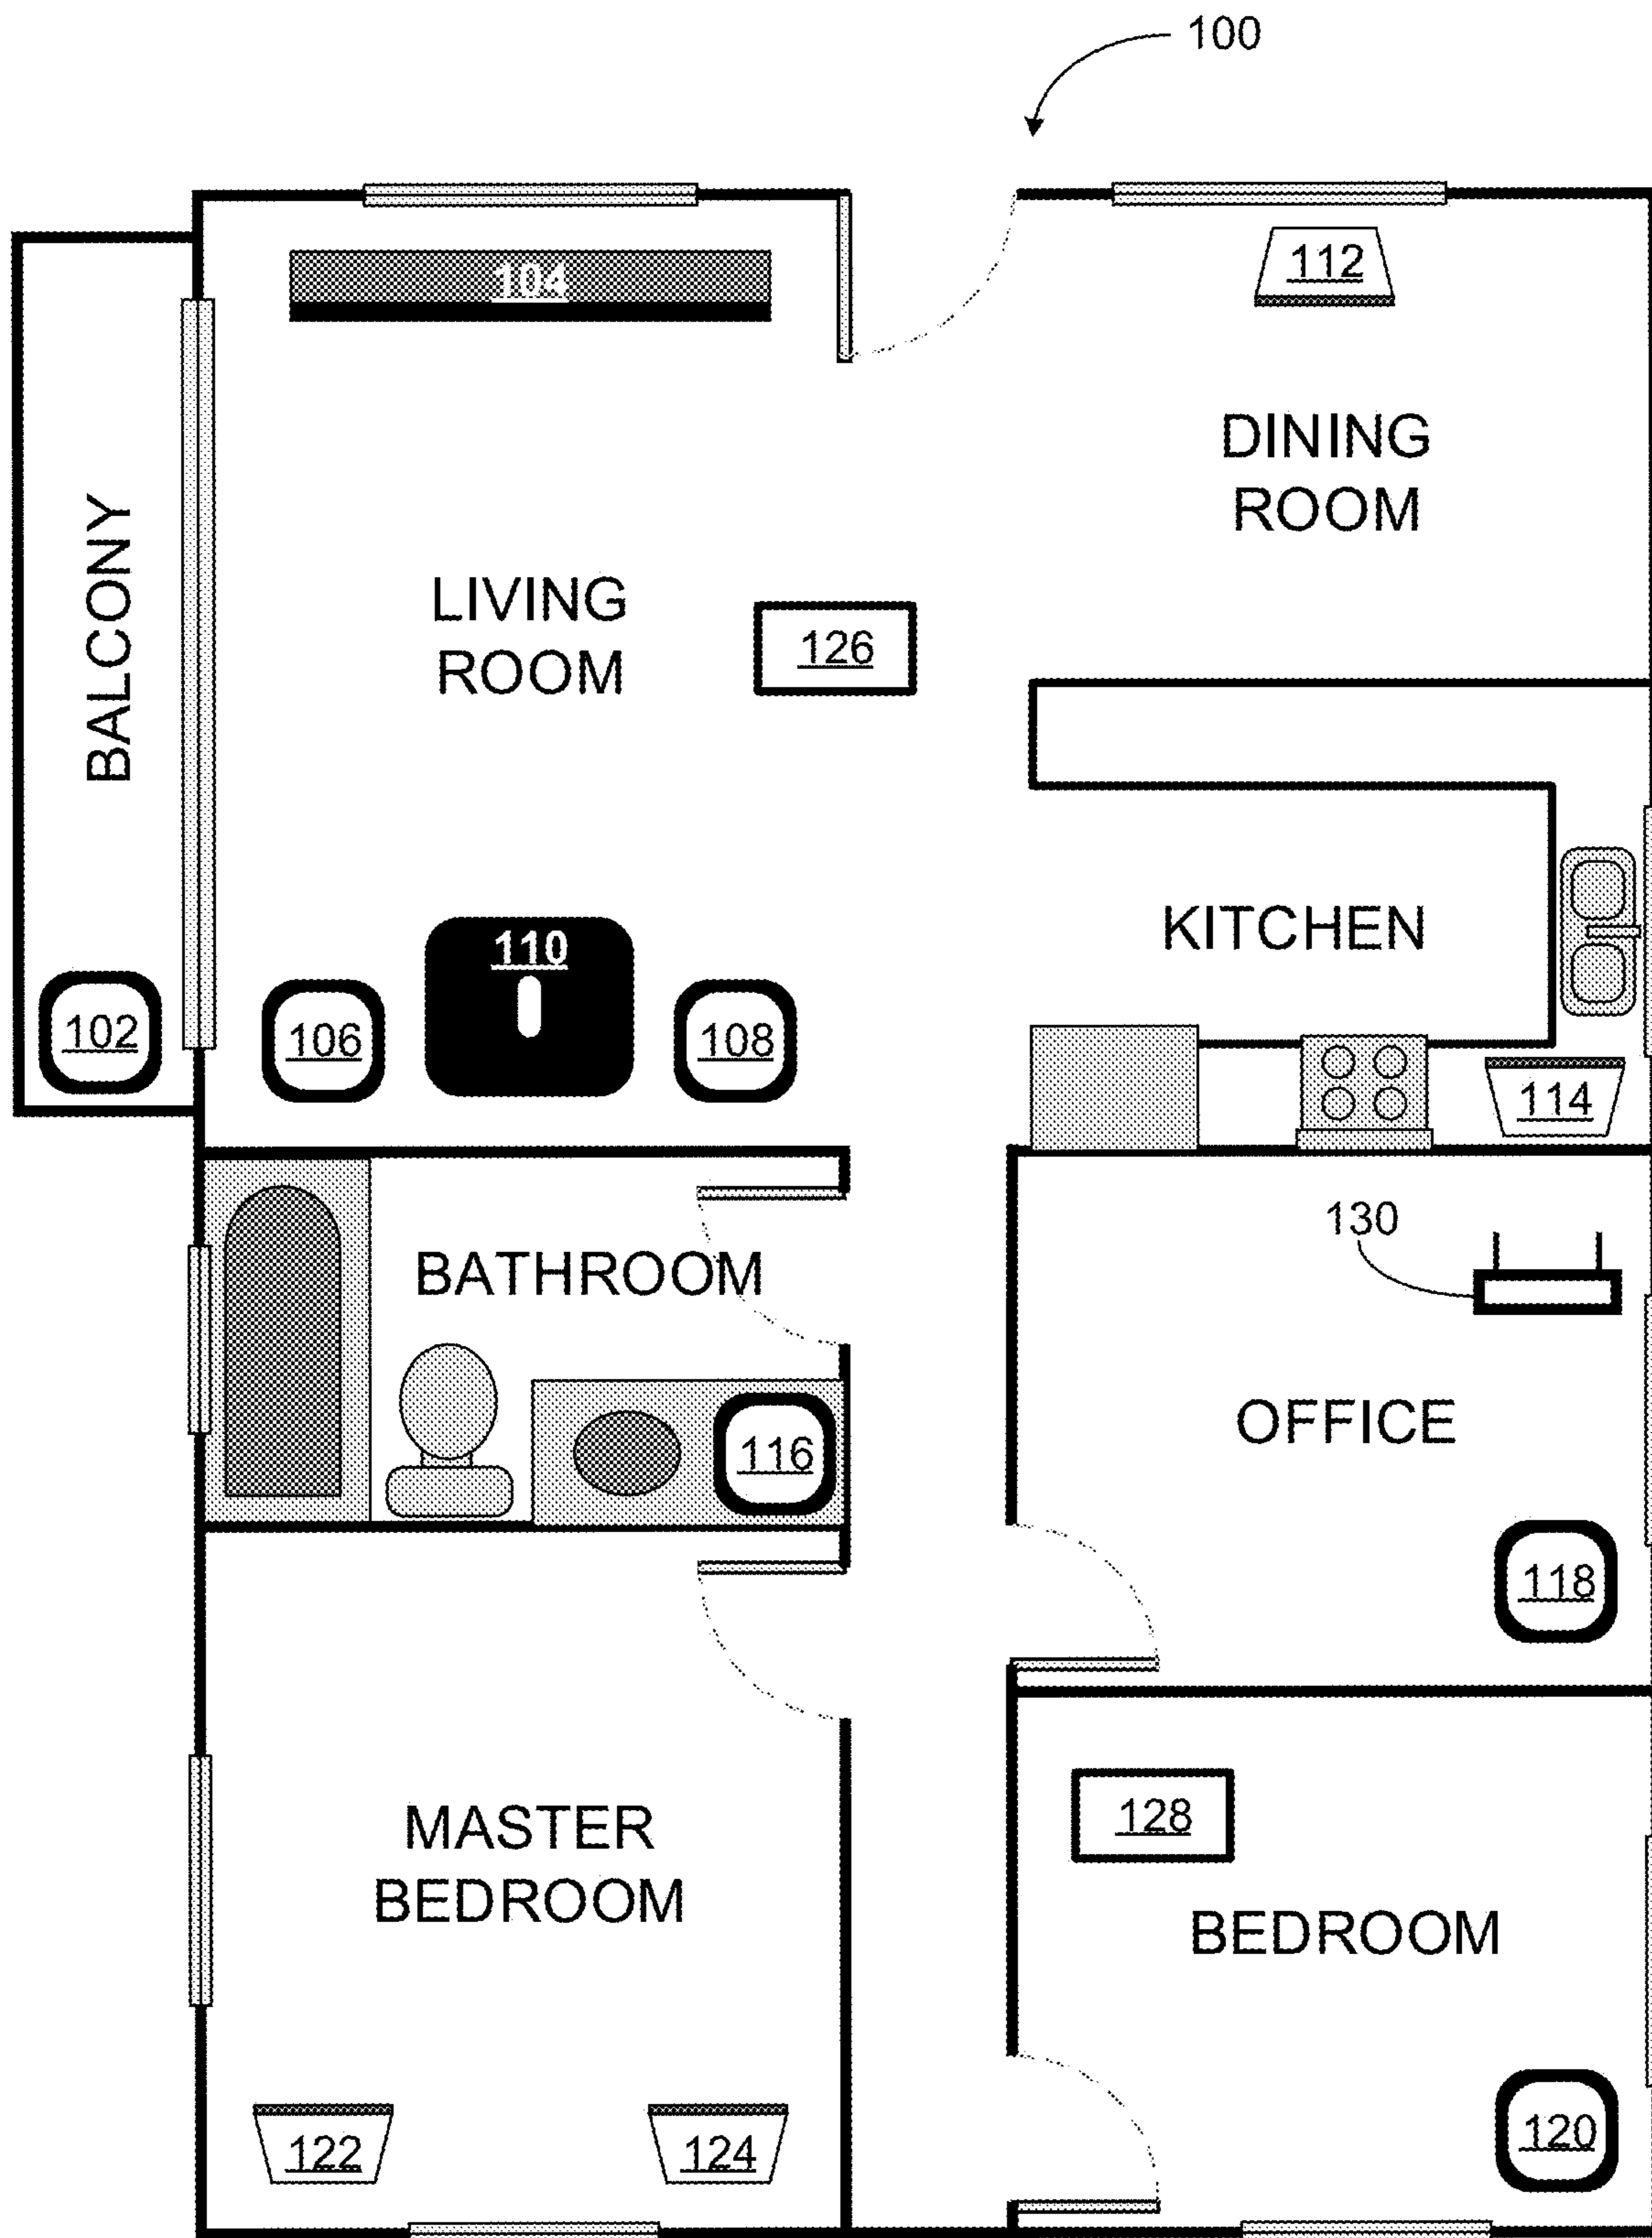 100
104
112
DINING
ROOM
BALCONY
LIVING
ROOM
126
KITCHEN
110
102
106
108
114
130
BATHROOM
OFFICE
116
118
128
MASTER
BEDROOM
BEDROOM
122
124
120